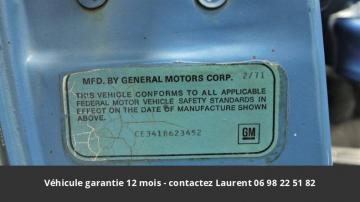 MFD. BY GENERAL MOTORS CORP. 2/71
THIS VEHICLE CONFORMS TO ALL APPLICABLE
FEDERAL MOTOR VEHICLE SAFETY STANDARDS IN
EFFECT ON THE DATE OF MANUFACTURE SHOWN
ABOVE.
CE341B623452
GM
Véhicule garantie 12 mois - contactez Laurent 06 98 22 51 82